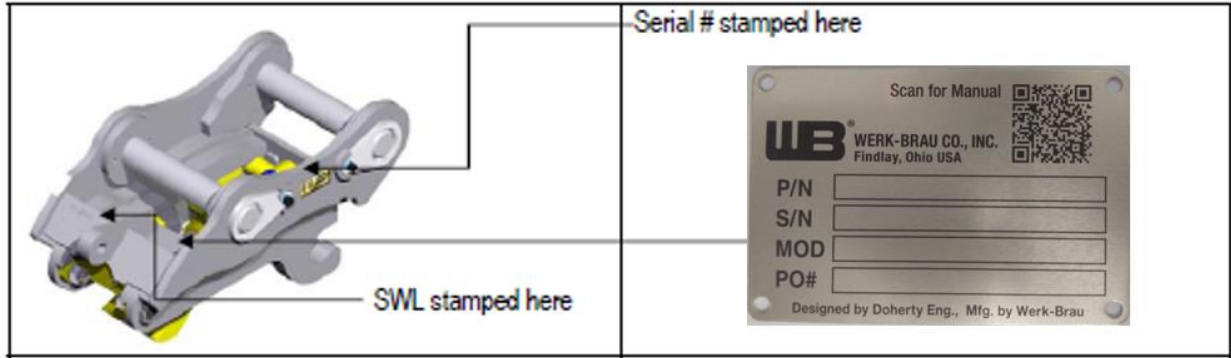 Serial # stamped here
Scan for Manual
WB® WERK-BRAU CO., INC.
Findlay, Ohio USA
P/N
S/N
MOD
PO#
Designed by Doherty Eng., Mfg. by Werk-Brau
SWL stamped here